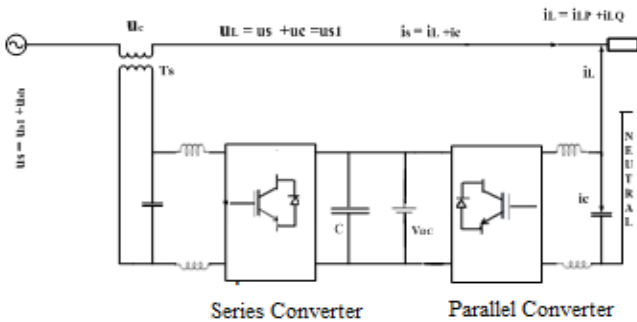 uc
uL = us + uc = us1
is = iL + ic
iL = iLP + iLQ
Ts
iL
us = us1 + ush
NEUTRAL
C
VDC
ic
Series Converter
Parallel Converter